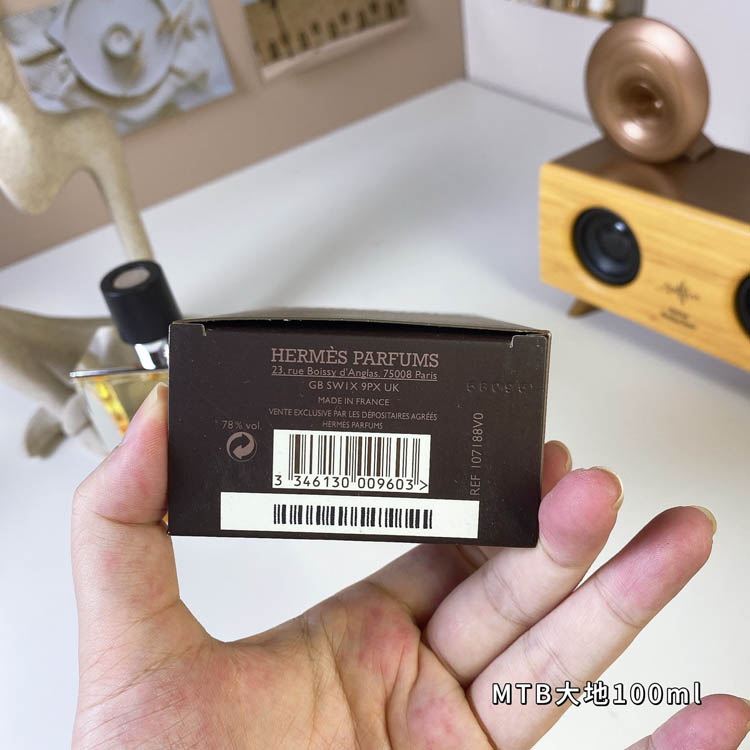 HERMÈS PARFUMS
23, rue Boissy d'Anglas, 75008 Paris
GB SW1X 9PX UK
MADE IN FRANCE
VENTE EXCLUSIVE PAR LES DÉPOSITAIRES AGRÉÉS
HERMÈS PARFUMS
78% vol.
3 346130 009603>
REF 107188V0
MTB大地100ml